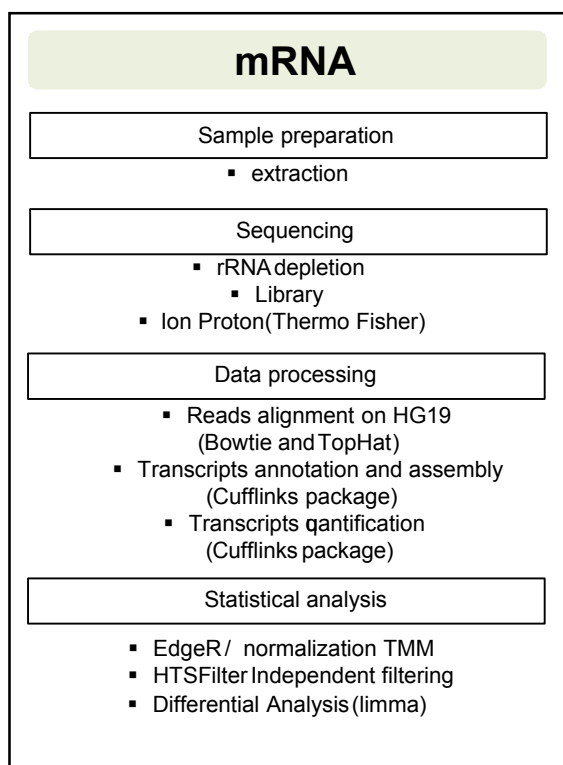 mRNA
Sample preparation
▪ extraction
Sequencing
▪ rRNA depletion
▪ Library
▪ Ion Proton(Thermo Fisher)
Data processing
▪ Reads alignment on HG19
(Bowtie and TopHat)
▪ Transcripts annotation and assembly
(Cufflinks package)
▪ Transcripts qantification
(Cufflinks package)
Statistical analysis
▪ EdgeR / normalization TMM
▪ HTSFilter Independent filtering
▪ Differential Analysis (limma)